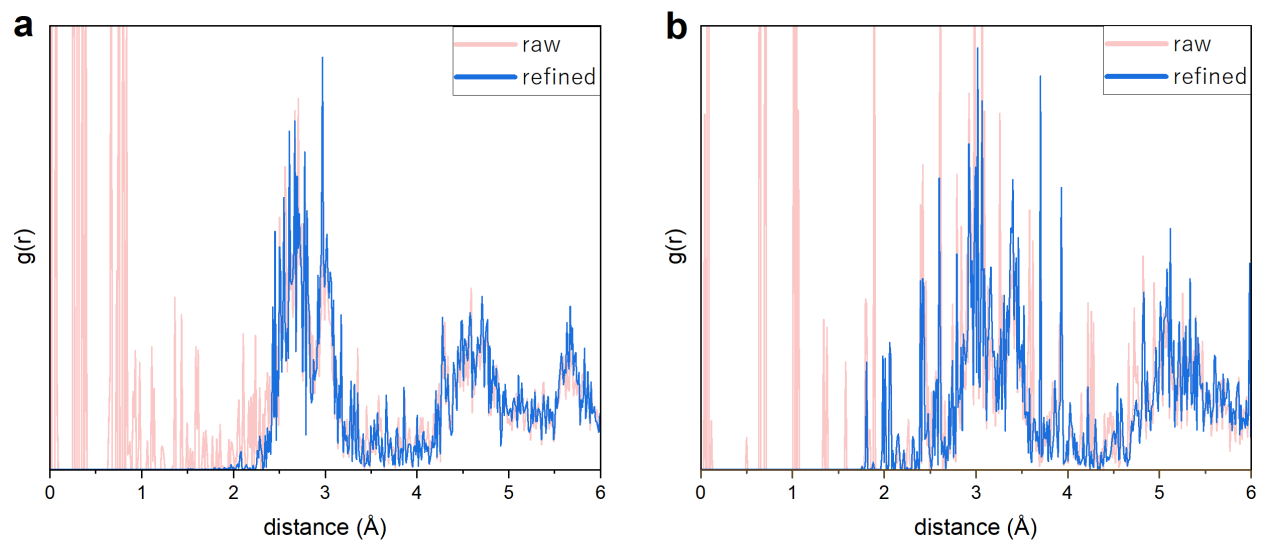 a
raw
refined
g(r)
0 1 2 3 4 5 6
distance (Å)
b
raw
refined
g(r)
0 1 2 3 4 5 6
distance (Å)